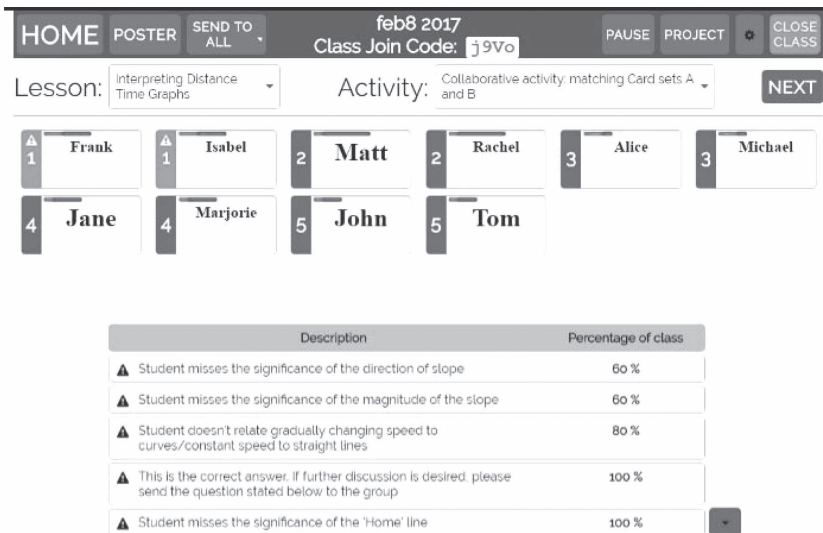 HOME POSTER SEND TO ALL feb8 2017 PAUSE PROJECT CLOSE CLASS
Class Join Code: j9Vo
Lesson: Interpreting Distance Time Graphs Activity: Collaborative activity: matching Card sets A and B NEXT
1 Frank 1 Isabel 2 Matt 2 Rachel 3 Alice 3 Michael
4 Jane 4 Marjorie 5 John 5 Tom
Description Percentage of class
Student misses the significance of the direction of slope 60 %
Student misses the significance of the magnitude of the slope 60 %
Student doesn't relate gradually changing speed to 80 %
curves/constant speed to straight lines
This is the correct answer. If further discussion is desired, please 100 %
send the question stated below to the group
Student misses the significance of the 'Home' line 100 %